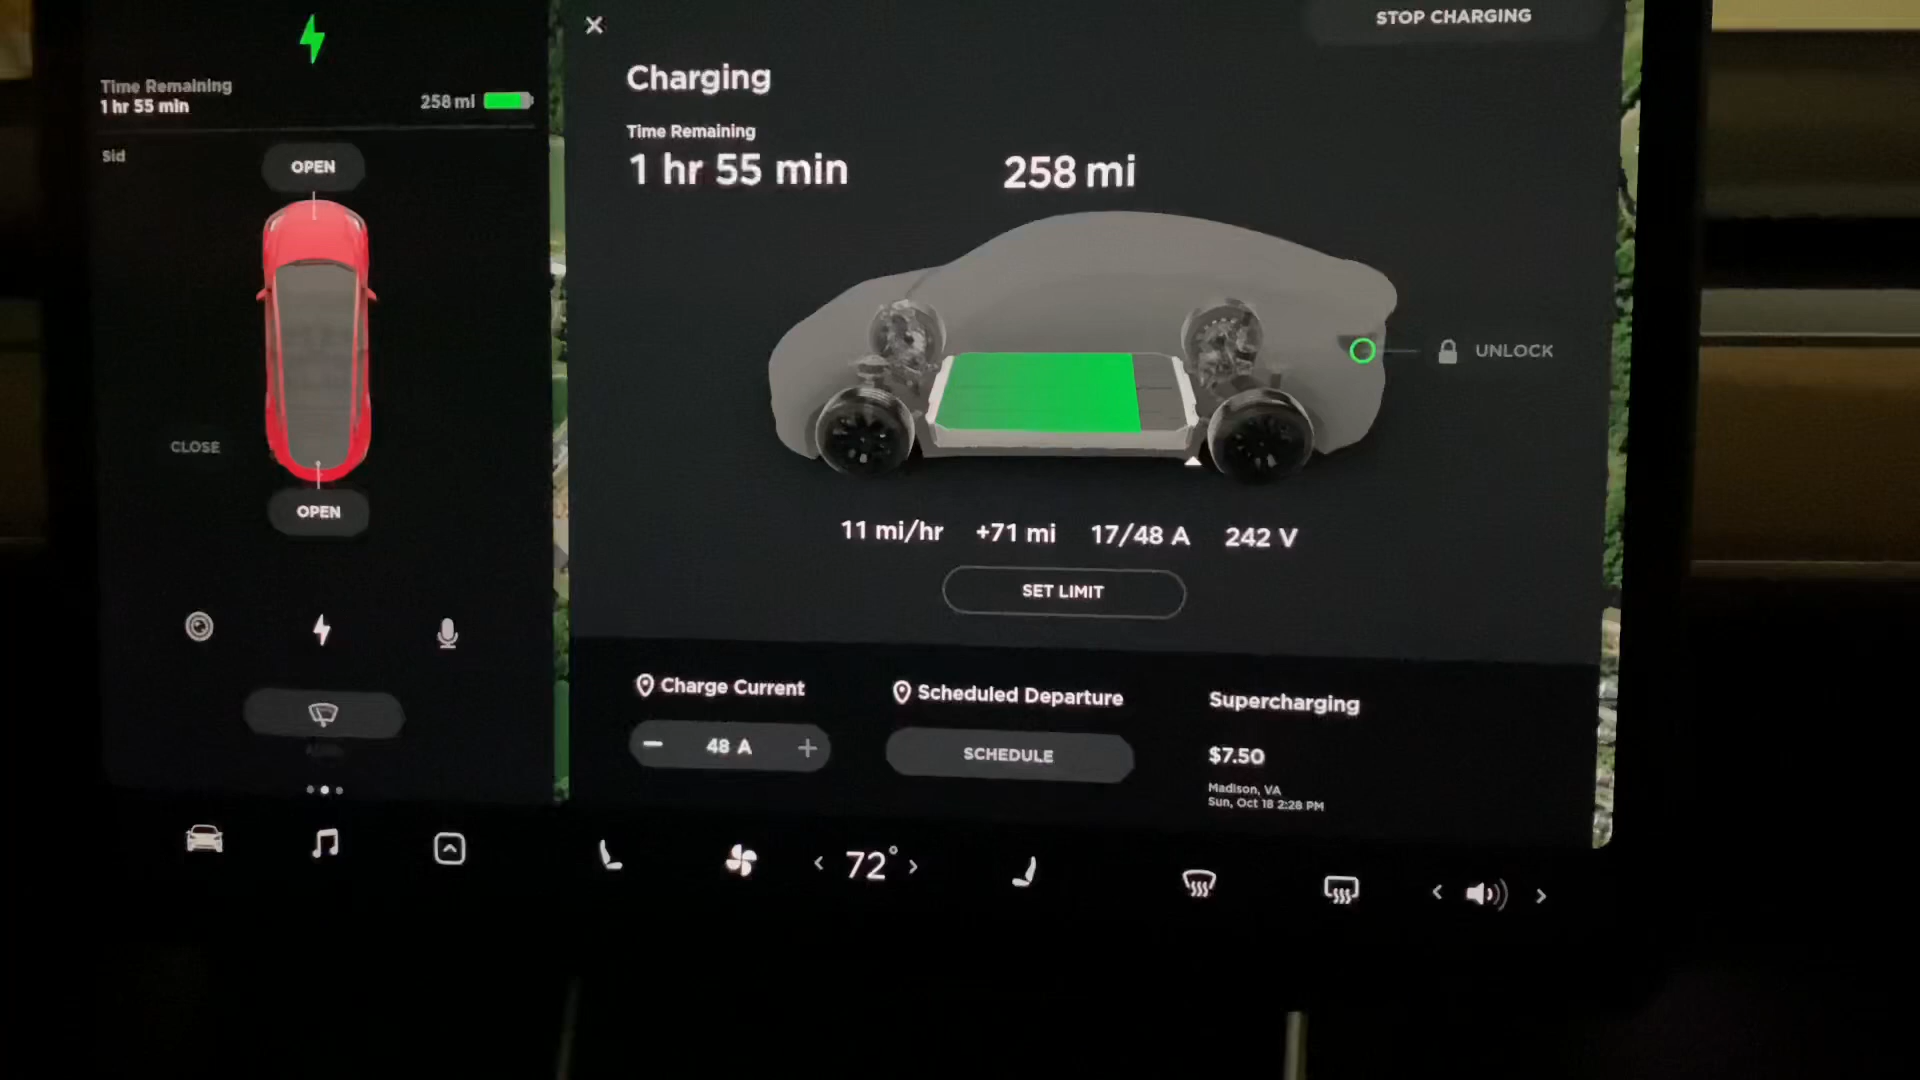 Time Remaining
1 hr 55 min
258 mi
Sid
OPEN
CLOSE
OPEN
STOP CHARGING
Charging
Time Remaining
1 hr 55 min
258 mi
UNLOCK
11 mi/hr +71 mi 17/48 A 242 V
SET LIMIT
Charge Current
48 A
Scheduled Departure
SCHEDULE
Supercharging
$7.50
Madison, VA
Sun, Oct 18 2:28 PM
72°